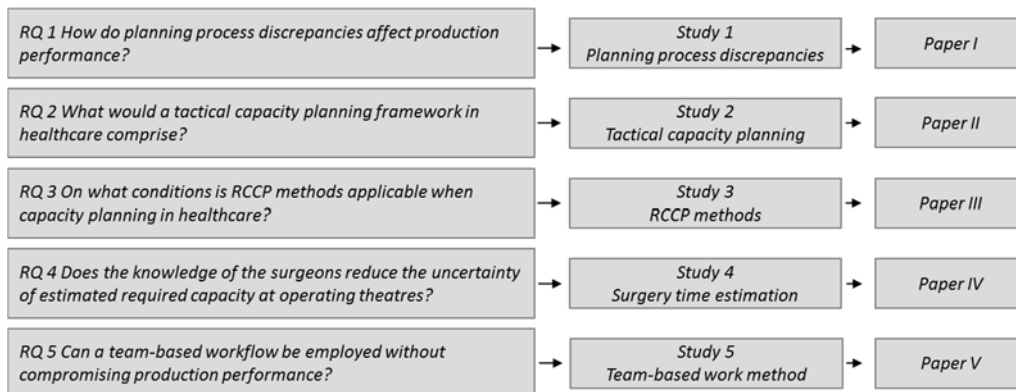 RQ 1 How do planning process discrepancies affect production
performance?
Study 1
Planning process discrepancies
Paper I
RQ 2 What would a tactical capacity planning framework in
healthcare comprise?
Study 2
Tactical capacity planning
Paper II
RQ 3 On what conditions is RCCP methods applicable when
capacity planning in healthcare?
Study 3
RCCP methods
Paper III
RQ 4 Does the knowledge of the surgeons reduce the uncertainty
of estimated required capacity at operating theatres?
Study 4
Surgery time estimation
Paper IV
RQ 5 Can a team-based workflow be employed without
compromising production performance?
Study 5
Team-based work method
Paper V